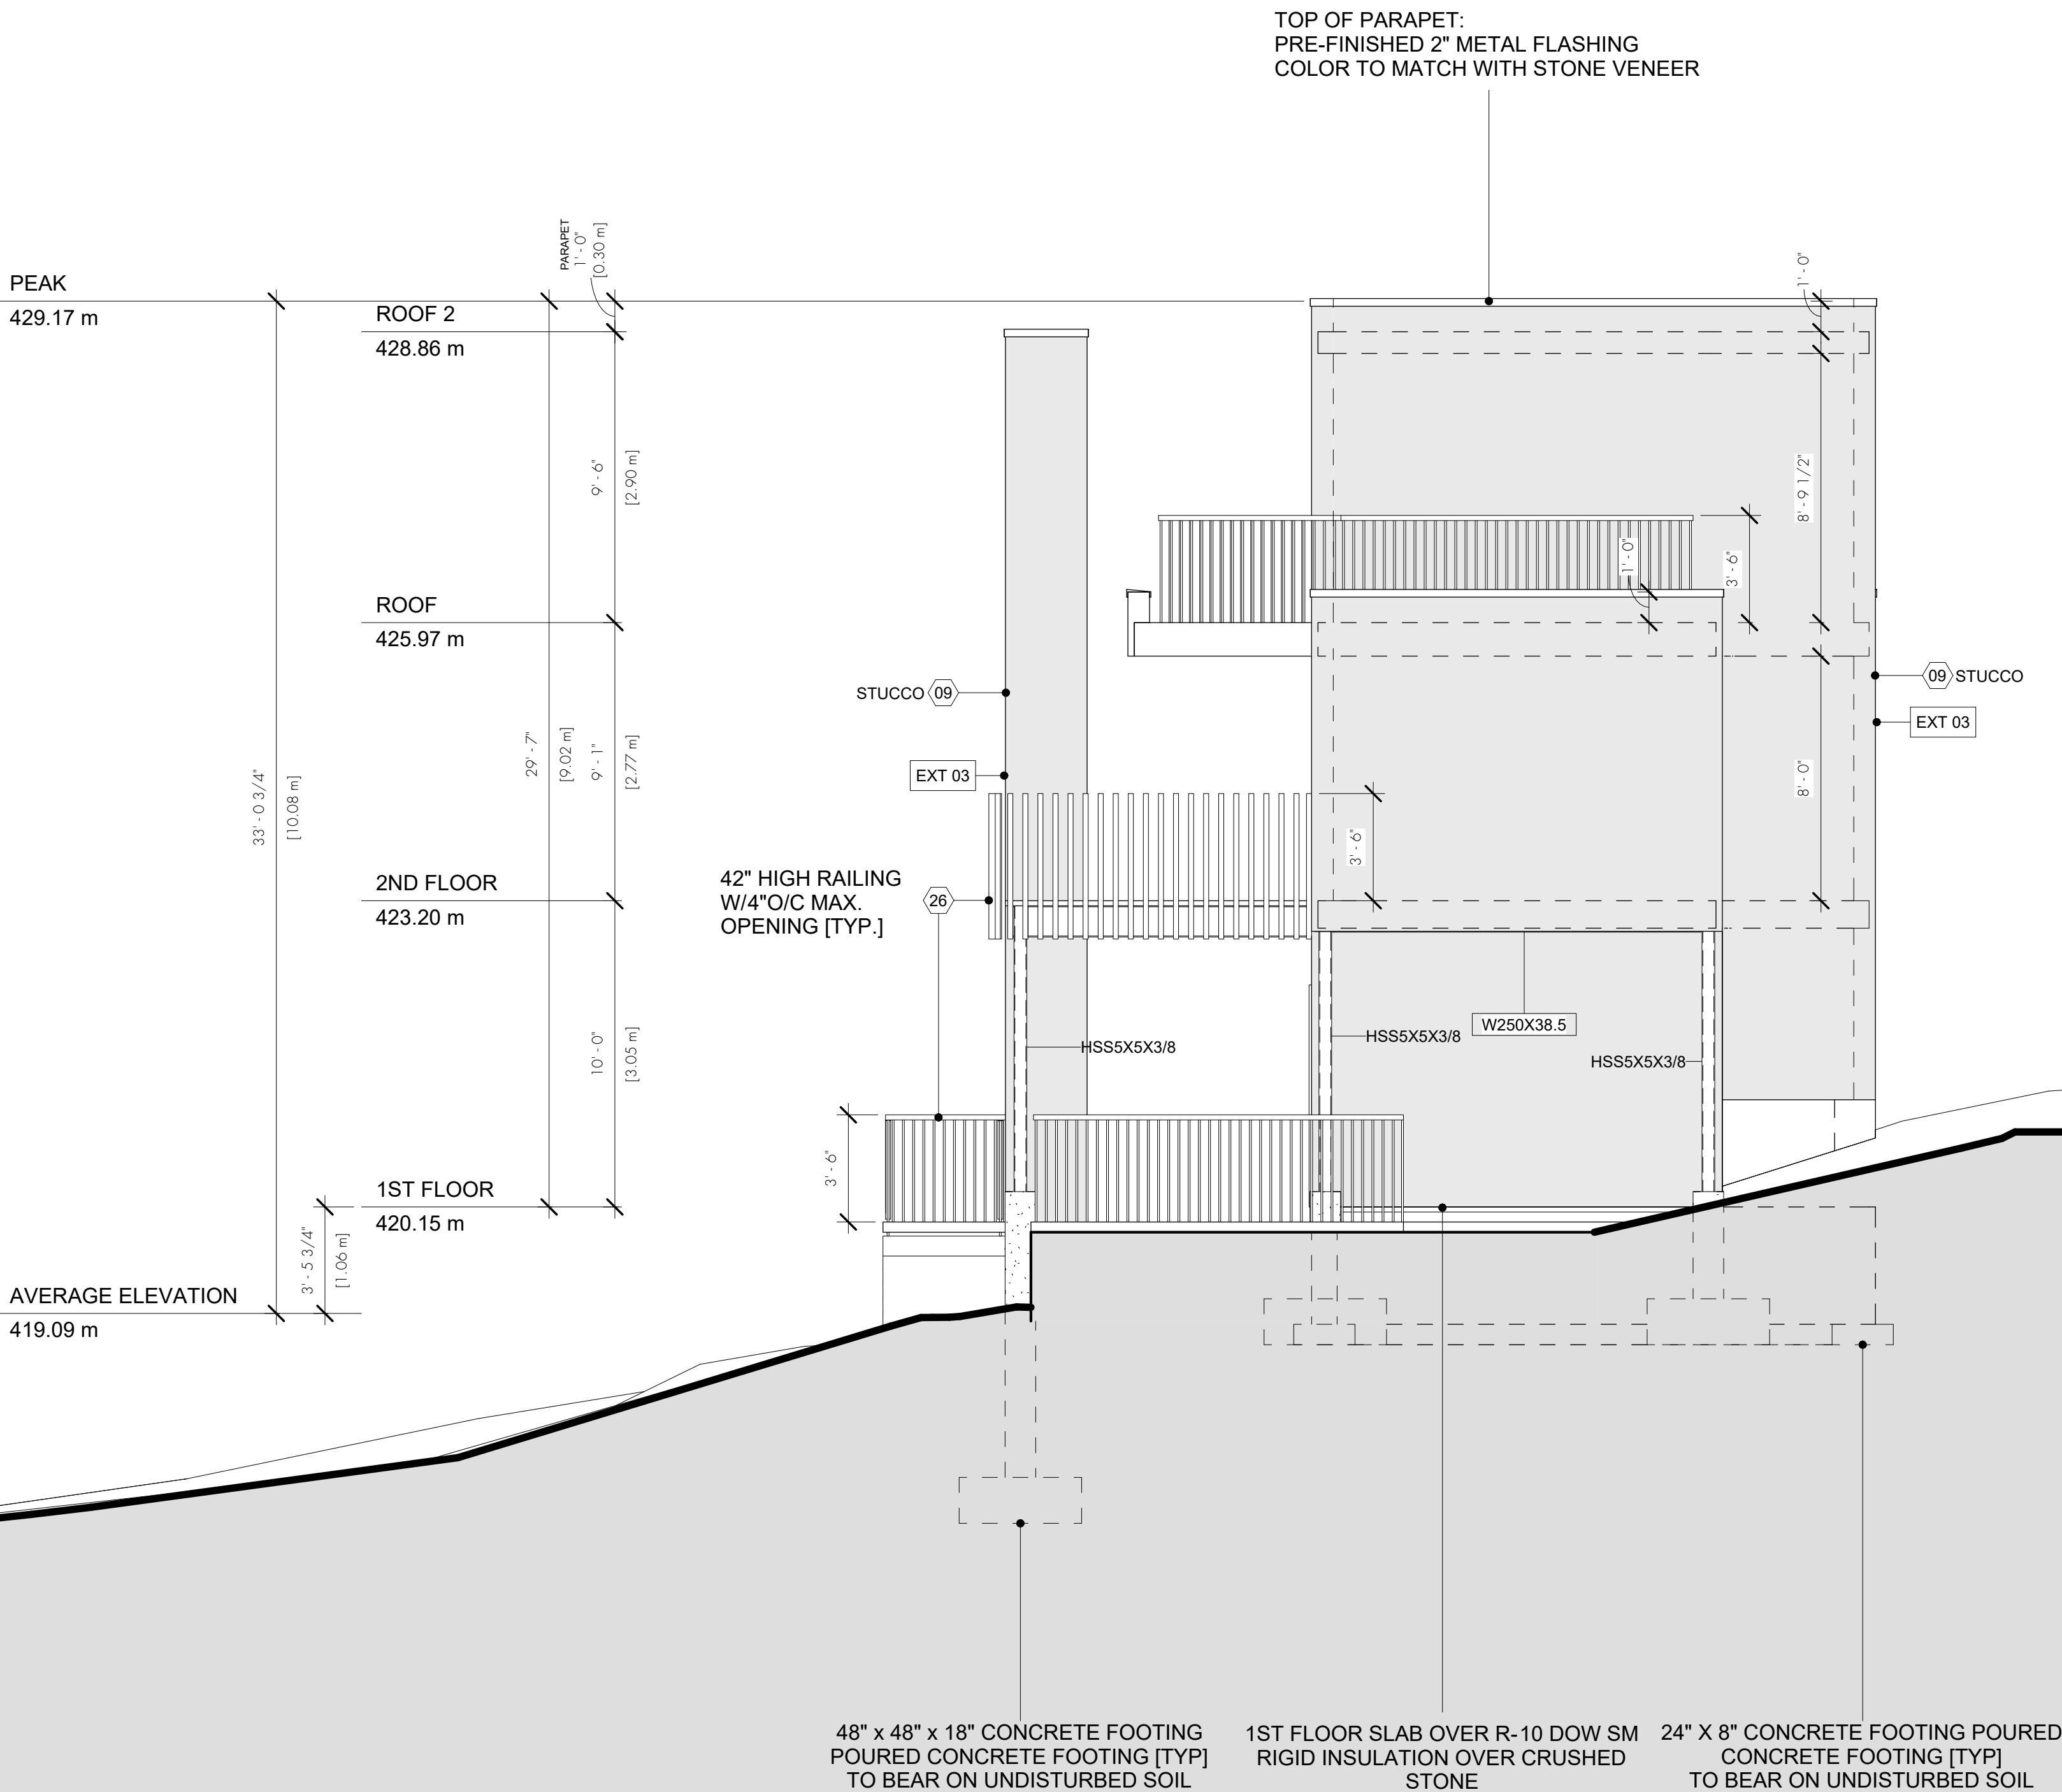 TOP OF PARAPET:
PRE-FINISHED 2" METAL FLASHING
COLOR TO MATCH WITH STONE VENEER
PARAPET
1' - 0"
[0.30 m]
PEAK
429.17 m
ROOF 2
428.86 m
1' - 0"
9' - 6"
[2.90 m]
8' - 9 1/2"
1' - 0"
3' - 6"
ROOF
425.97 m
STUCCO 09
09 STUCCO
EXT 03
EXT 03
33' - 0 3/4"
[10.08 m]
29' - 7"
[9.02 m]
9' - 1"
[2.77 m]
8' - 0"
3' - 6"
2ND FLOOR
423.20 m
42" HIGH RAILING
W/4"O/C MAX.
OPENING [TYP.]
26
W250X38.5
HSS5X5X3/8
HSS5X5X3/8
HSS5X5X3/8
10' - 0"
[3.05 m]
3' - 6"
1ST FLOOR
420.15 m
3' - 5 3/4"
[1.06 m]
AVERAGE ELEVATION
419.09 m
48" x 48" x 18" CONCRETE FOOTING
POURED CONCRETE FOOTING [TYP]
TO BEAR ON UNDISTURBED SOIL
1ST FLOOR SLAB OVER R-10 DOW SM
RIGID INSULATION OVER CRUSHED
STONE
24" X 8" CONCRETE FOOTING POURED
CONCRETE FOOTING [TYP]
TO BEAR ON UNDISTURBED SOIL